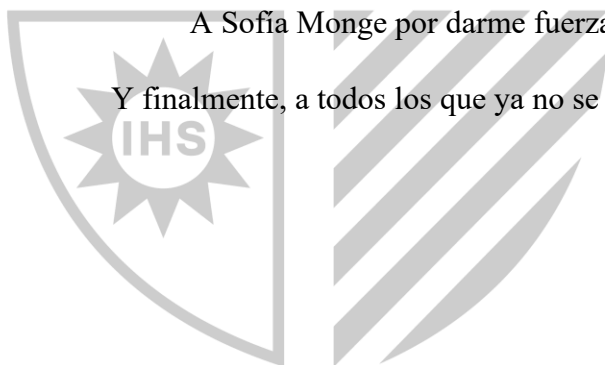 A Sofía Monge por darme fuerza
Y finalmente, a todos los que ya no se
IHS